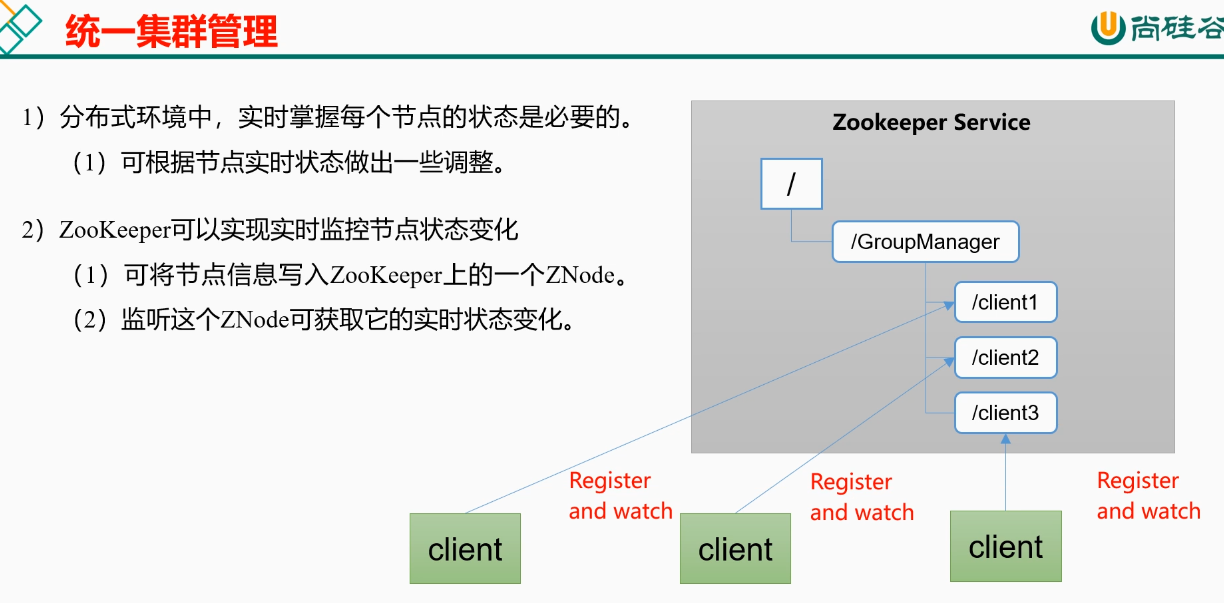 统一集群管理
尚硅谷
1）分布式环境中，实时掌握每个节点的状态是必要的。
（1）可根据节点实时状态做出一些调整。
2）ZooKeeper可以实现实时监控节点状态变化
（1）可将节点信息写入ZooKeeper上的一个ZNode。
（2）监听这个ZNode可获取它的实时状态变化。
Zookeeper Service
/
/GroupManager
/client1
/client2
/client3
Register
and watch
Register
and watch
Register
and watch
client
client
client